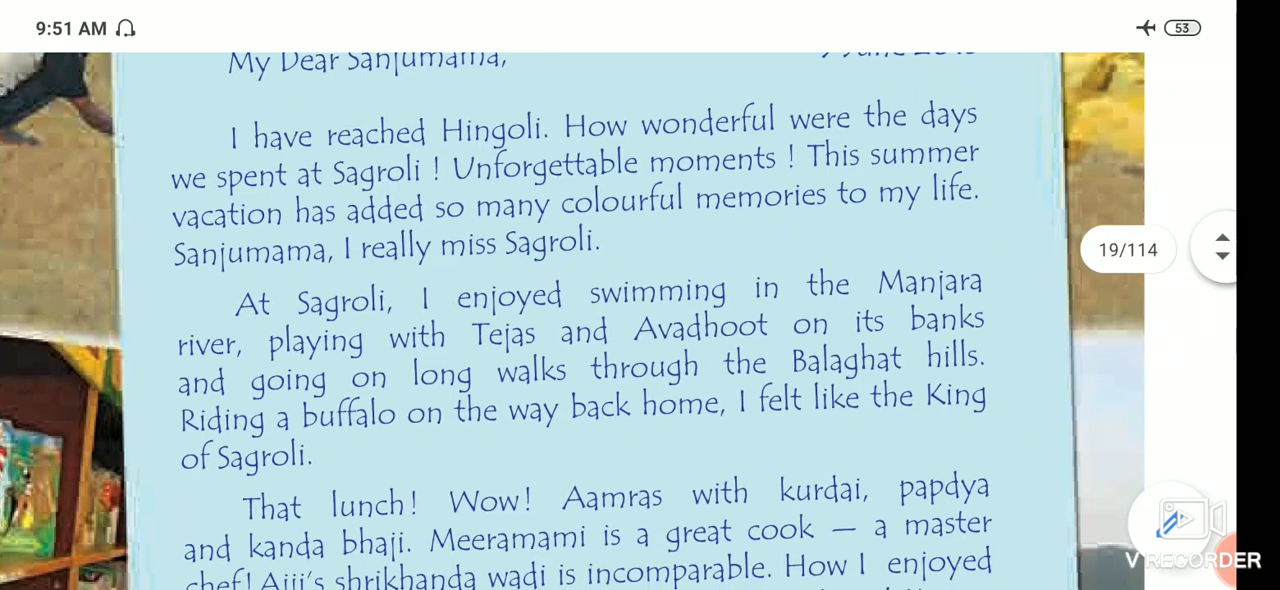 9:51 AM
53
My Dear Sanjumama,
I have reached Hingoli. How wonderful were the days
we spent at Sagroli ! Unforgettable moments ! This summer
vacation has added so many colourful memories to my life.
Sanjumama, I really miss Sagroli.
19/114
At Sagroli, I enjoyed swimming in the Manjara
river, playing with Tejas and Avadhoot on its banks
and going on long walks through the Balaghat hills.
Riding a buffalo on the way back home, I felt like the King
of Sagroli.
That lunch! Wow! Aamras with kurdai, papdya
and kanda bhaji. Meeramami is a great cook — a master
chef! Ajji's shrikhanda wadi is incomparable. How I enjoyed
V RECORDER